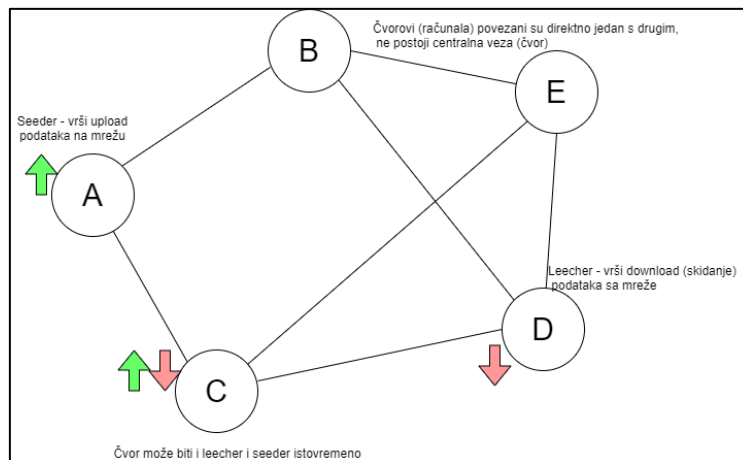 Čvorovi (računala) povezani su direktno jedan s drugim,
ne postoji centralna veza (čvor)
B
E
Seeder - vrši upload
podataka na mrežu
A
Leecher - vrši download (skidanje)
podataka sa mreže
D
C
Čvor može biti i leecher i seeder istovremeno